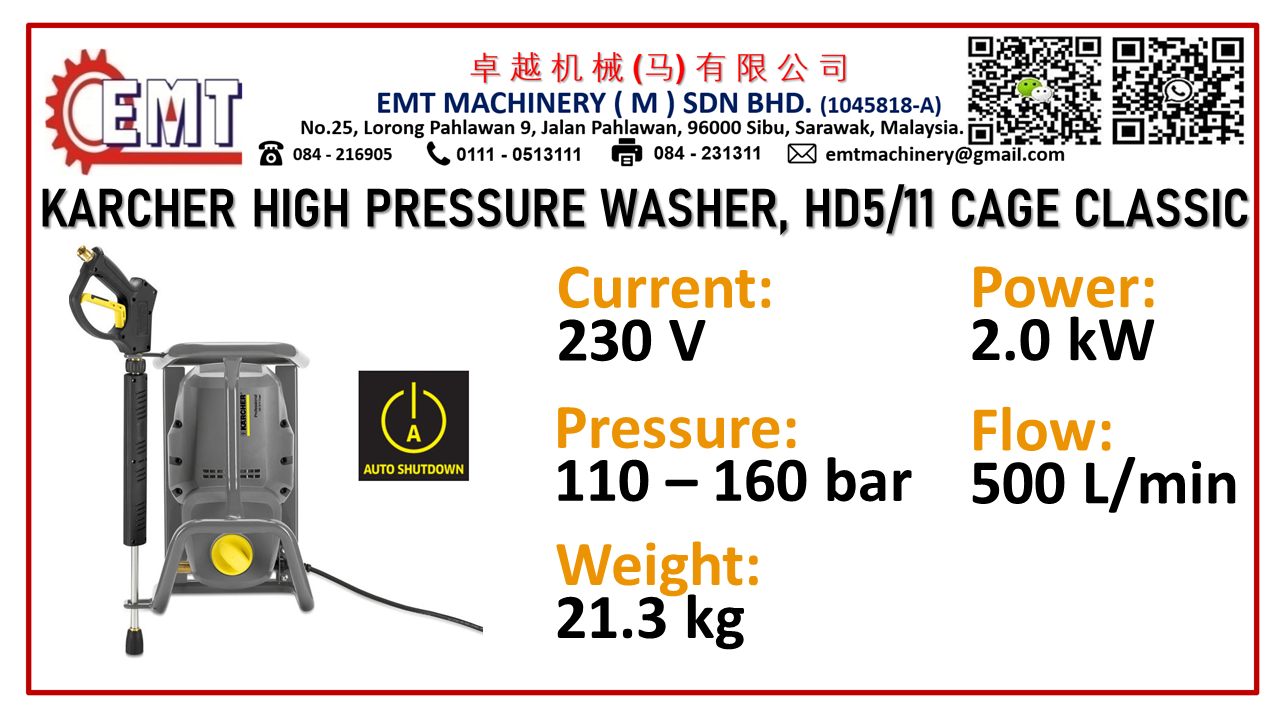 EMT
卓越机械(马)有限公司
EMT MACHINERY ( M ) SDN BHD. (1045818-A)
No.25, Lorong Pahlawan 9, Jalan Pahlawan, 96000 Sibu, Sarawak, Malaysia.
084 - 216905 0111 - 0513111 084 - 231311 emtmachinery@gmail.com
KARCHER HIGH PRESSURE WASHER, HD5/11 CAGE CLASSIC
Current: Power:
230 V 2.0 kW
KARCHER
Professional
A
AUTO SHUTDOWN
Pressure: Flow:
110 – 160 bar 500 L/min
Weight:
21.3 kg